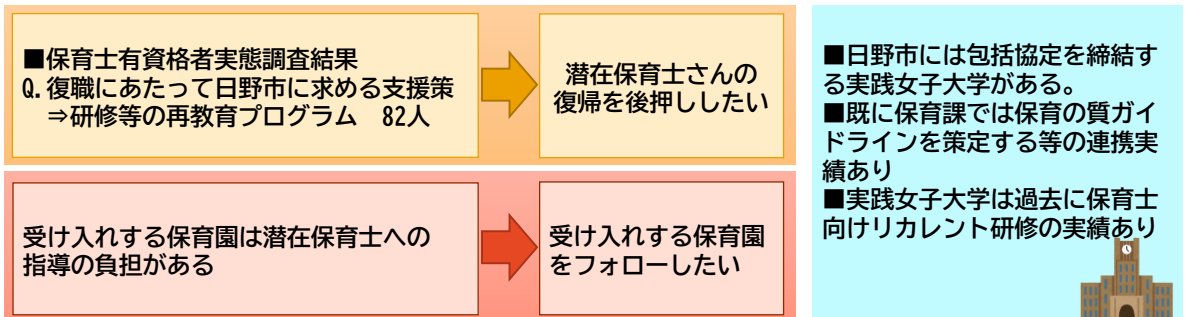 ■保育士有資格者実態調査結果
Q.復職にあたって日野市に求める支援策
⇒研修等の再教育プログラム 82人
潜在保育士さんの
復帰を後押ししたい
受け入れする保育園は潜在保育士への
指導の負担がある
受け入れする保育園
をフォローしたい
■日野市には包括協定を締結す
る実践女子大学がある。
■既に保育課では保育の質ガイ
ドラインを策定する等の連携実
績あり
■実践女子大学は過去に保育士
向けリカレント研修の実績あり